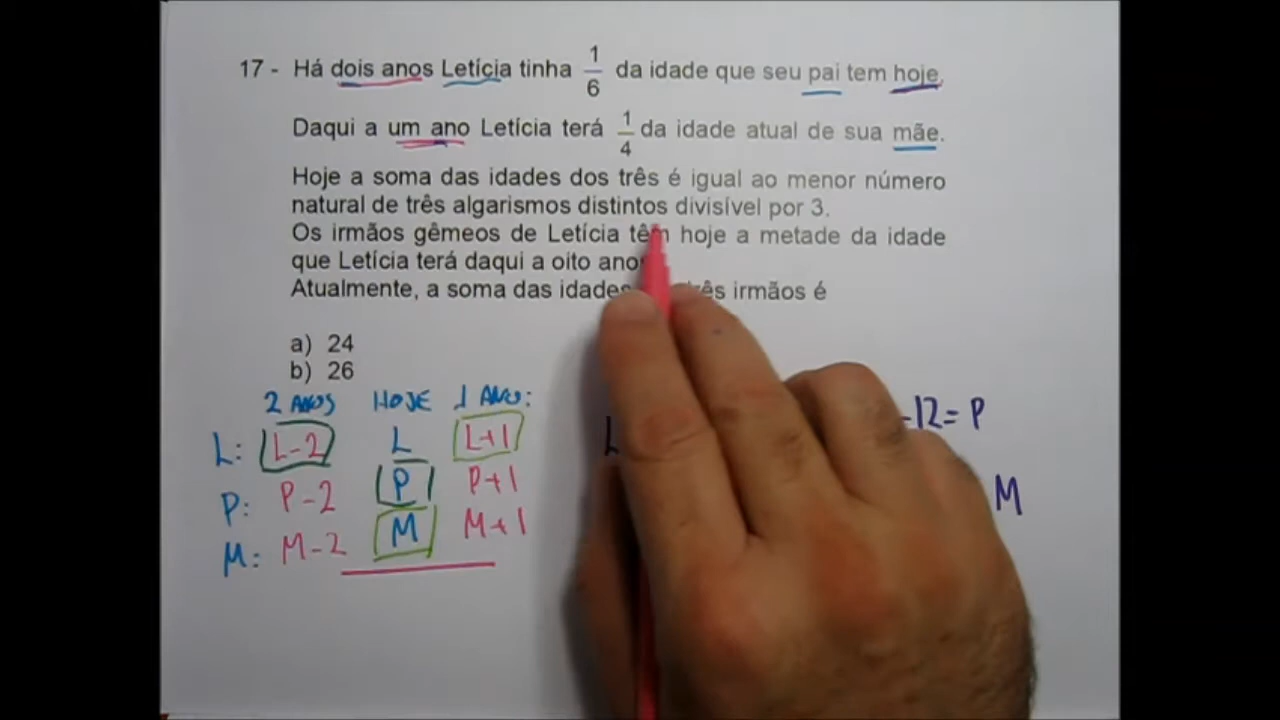 17 - Há dois anos Letícia tinha 1/6 da idade que seu pai tem hoje.
Daqui a um ano Letícia terá 1/4 da idade atual de sua mãe.
Hoje a soma das idades dos três é igual ao menor número
natural de três algarismos distintos divisível por 3.
Os irmãos gêmeos de Letícia têm hoje a metade da idade
que Letícia terá daqui a oito anos
Atualmente, a soma das idades três irmãos é
a) 24
b) 26
2 ANOS HOJE 1 ANO:
L: L-2 L L+1
P: P-2 P P+1
M: M-2 M M+1
L -12 = P
M